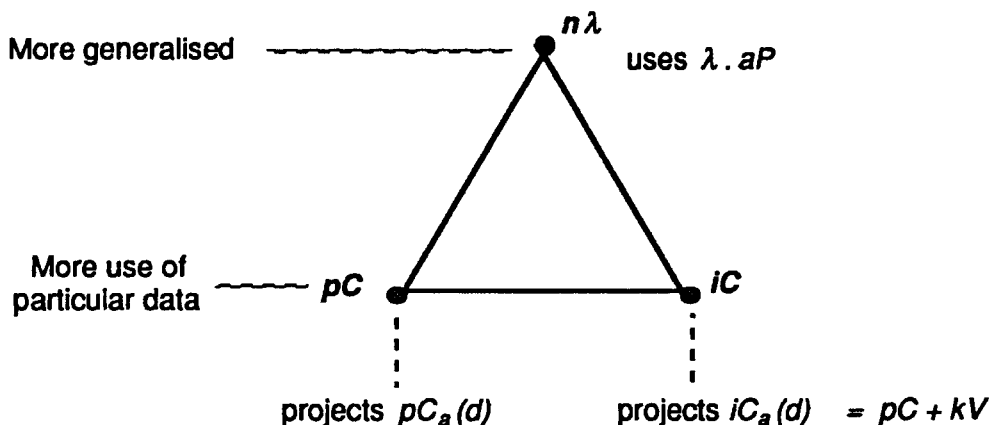 nλ
More generalised
uses λ . aP
More use of
particular data
pC
iC
projects pCₐ(d)
projects iCₐ(d) = pC + kV